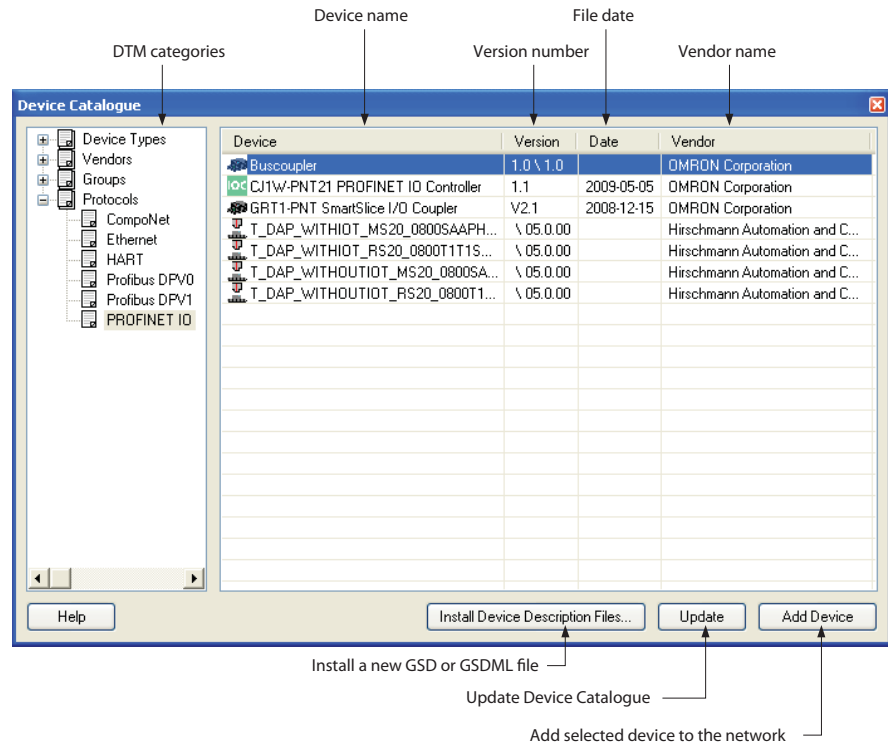 Device name
File date
DTM categories
Version number
Vendor name
Device Catalogue
Device Types
Vendors
Groups
Protocols
CompoNet
Ethernet
HART
Profibus DPV0
Profibus DPV1
PROFINET IO
Device Version Date Vendor
Buscoupler 1.0 \ 1.0 OMRON Corporation
IOC CJ1W-PNT21 PROFINET IO Controller 1.1 2009-05-05 OMRON Corporation
GRT1-PNT SmartSlice I/O Coupler V2.1 2008-12-15 OMRON Corporation
T_DAP_WITHIOT_MS20_0800SAAPH... \ 05.0.00 Hirschmann Automation and C...
T_DAP_WITHIOT_RS20_0800T1T1S... \ 05.0.00 Hirschmann Automation and C...
T_DAP_WITHOUTIOT_MS20_0800SA... \ 05.0.00 Hirschmann Automation and C...
T_DAP_WITHOUTIOT_RS20_0800T1... \ 05.0.00 Hirschmann Automation and C...
Help
Install Device Description Files...
Update
Add Device
Install a new GSD or GSDML file
Update Device Catalogue
Add selected device to the network